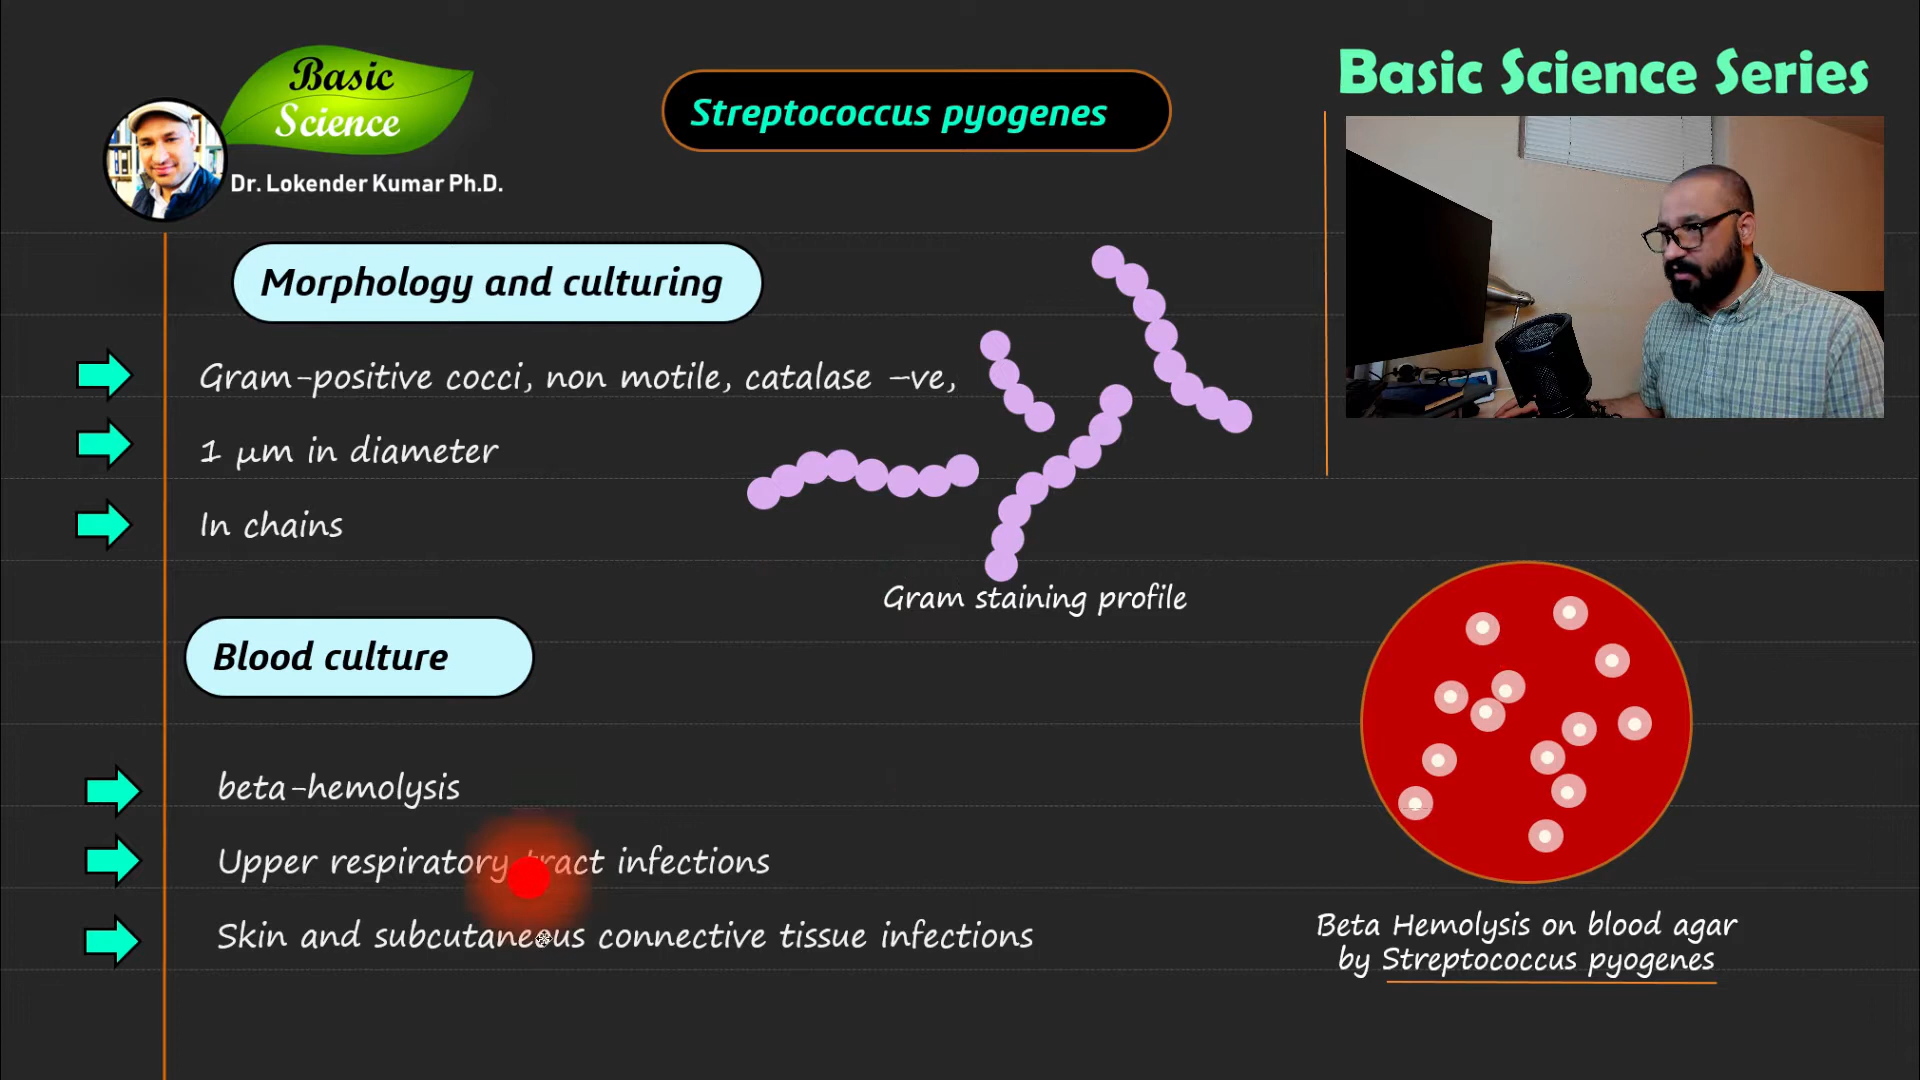 Basic
Science
Dr. Lokender Kumar Ph.D.
Streptococcus pyogenes
Basic Science Series
Morphology and culturing
Gram-positive cocci, non motile, catalase –ve,
1 µm in diameter
In chains
Gram staining profile
Blood culture
beta-hemolysis
Upper respiratory tract infections
Skin and subcutaneous connective tissue infections
Beta Hemolysis on blood agar
by Streptococcus pyogenes